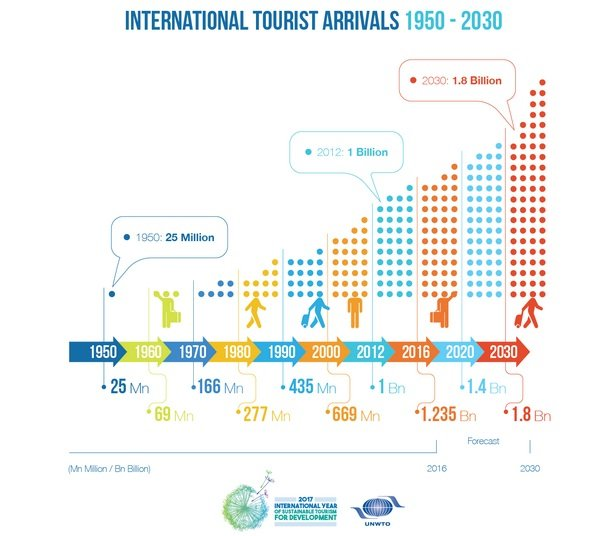 INTERNATIONAL TOURIST ARRIVALS 1950 - 2030
2030: 1.8 Billion
2012: 1 Billion
1950: 25 Million
1950 1960 1970 1980 1990 2000 2012 2016 2020 2030
25 Mn 166 Mn 435 Mn 1 Bn 1.4 Bn
69 Mn 277 Mn 669 Mn 1.235 Bn 1.8 Bn
Forecast
(Mn Million / Bn Billion) 2016 2030
2017
INTERNATIONAL YEAR
OF SUSTAINABLE TOURISM
FOR DEVELOPMENT
UNWTO